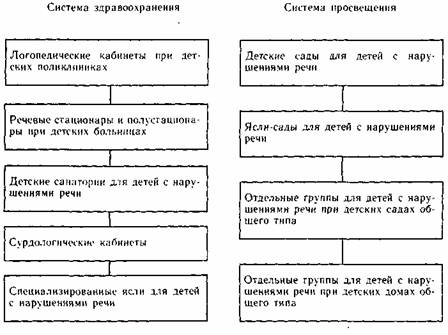 Система здравоохранения
Логопедические кабинеты при дет-
ских поликлиниках
Речевые стационары и полустациона-
ры при детских больницах
Детские санатории для детей с нару-
шениями речи
Сурдологические кабинеты
Специализированные ясли для детей
с нарушениями речи
Система просвещения
Детские сады для детей с нару-
шениями речи
Ясли-сады для детей с нарушениями
речи
Отдельные группы для детей с на-
рушениями речи при детских садах об-
щего типа
Отдельные группы для детей с на-
рушениями речи при детских домах об-
щего типа